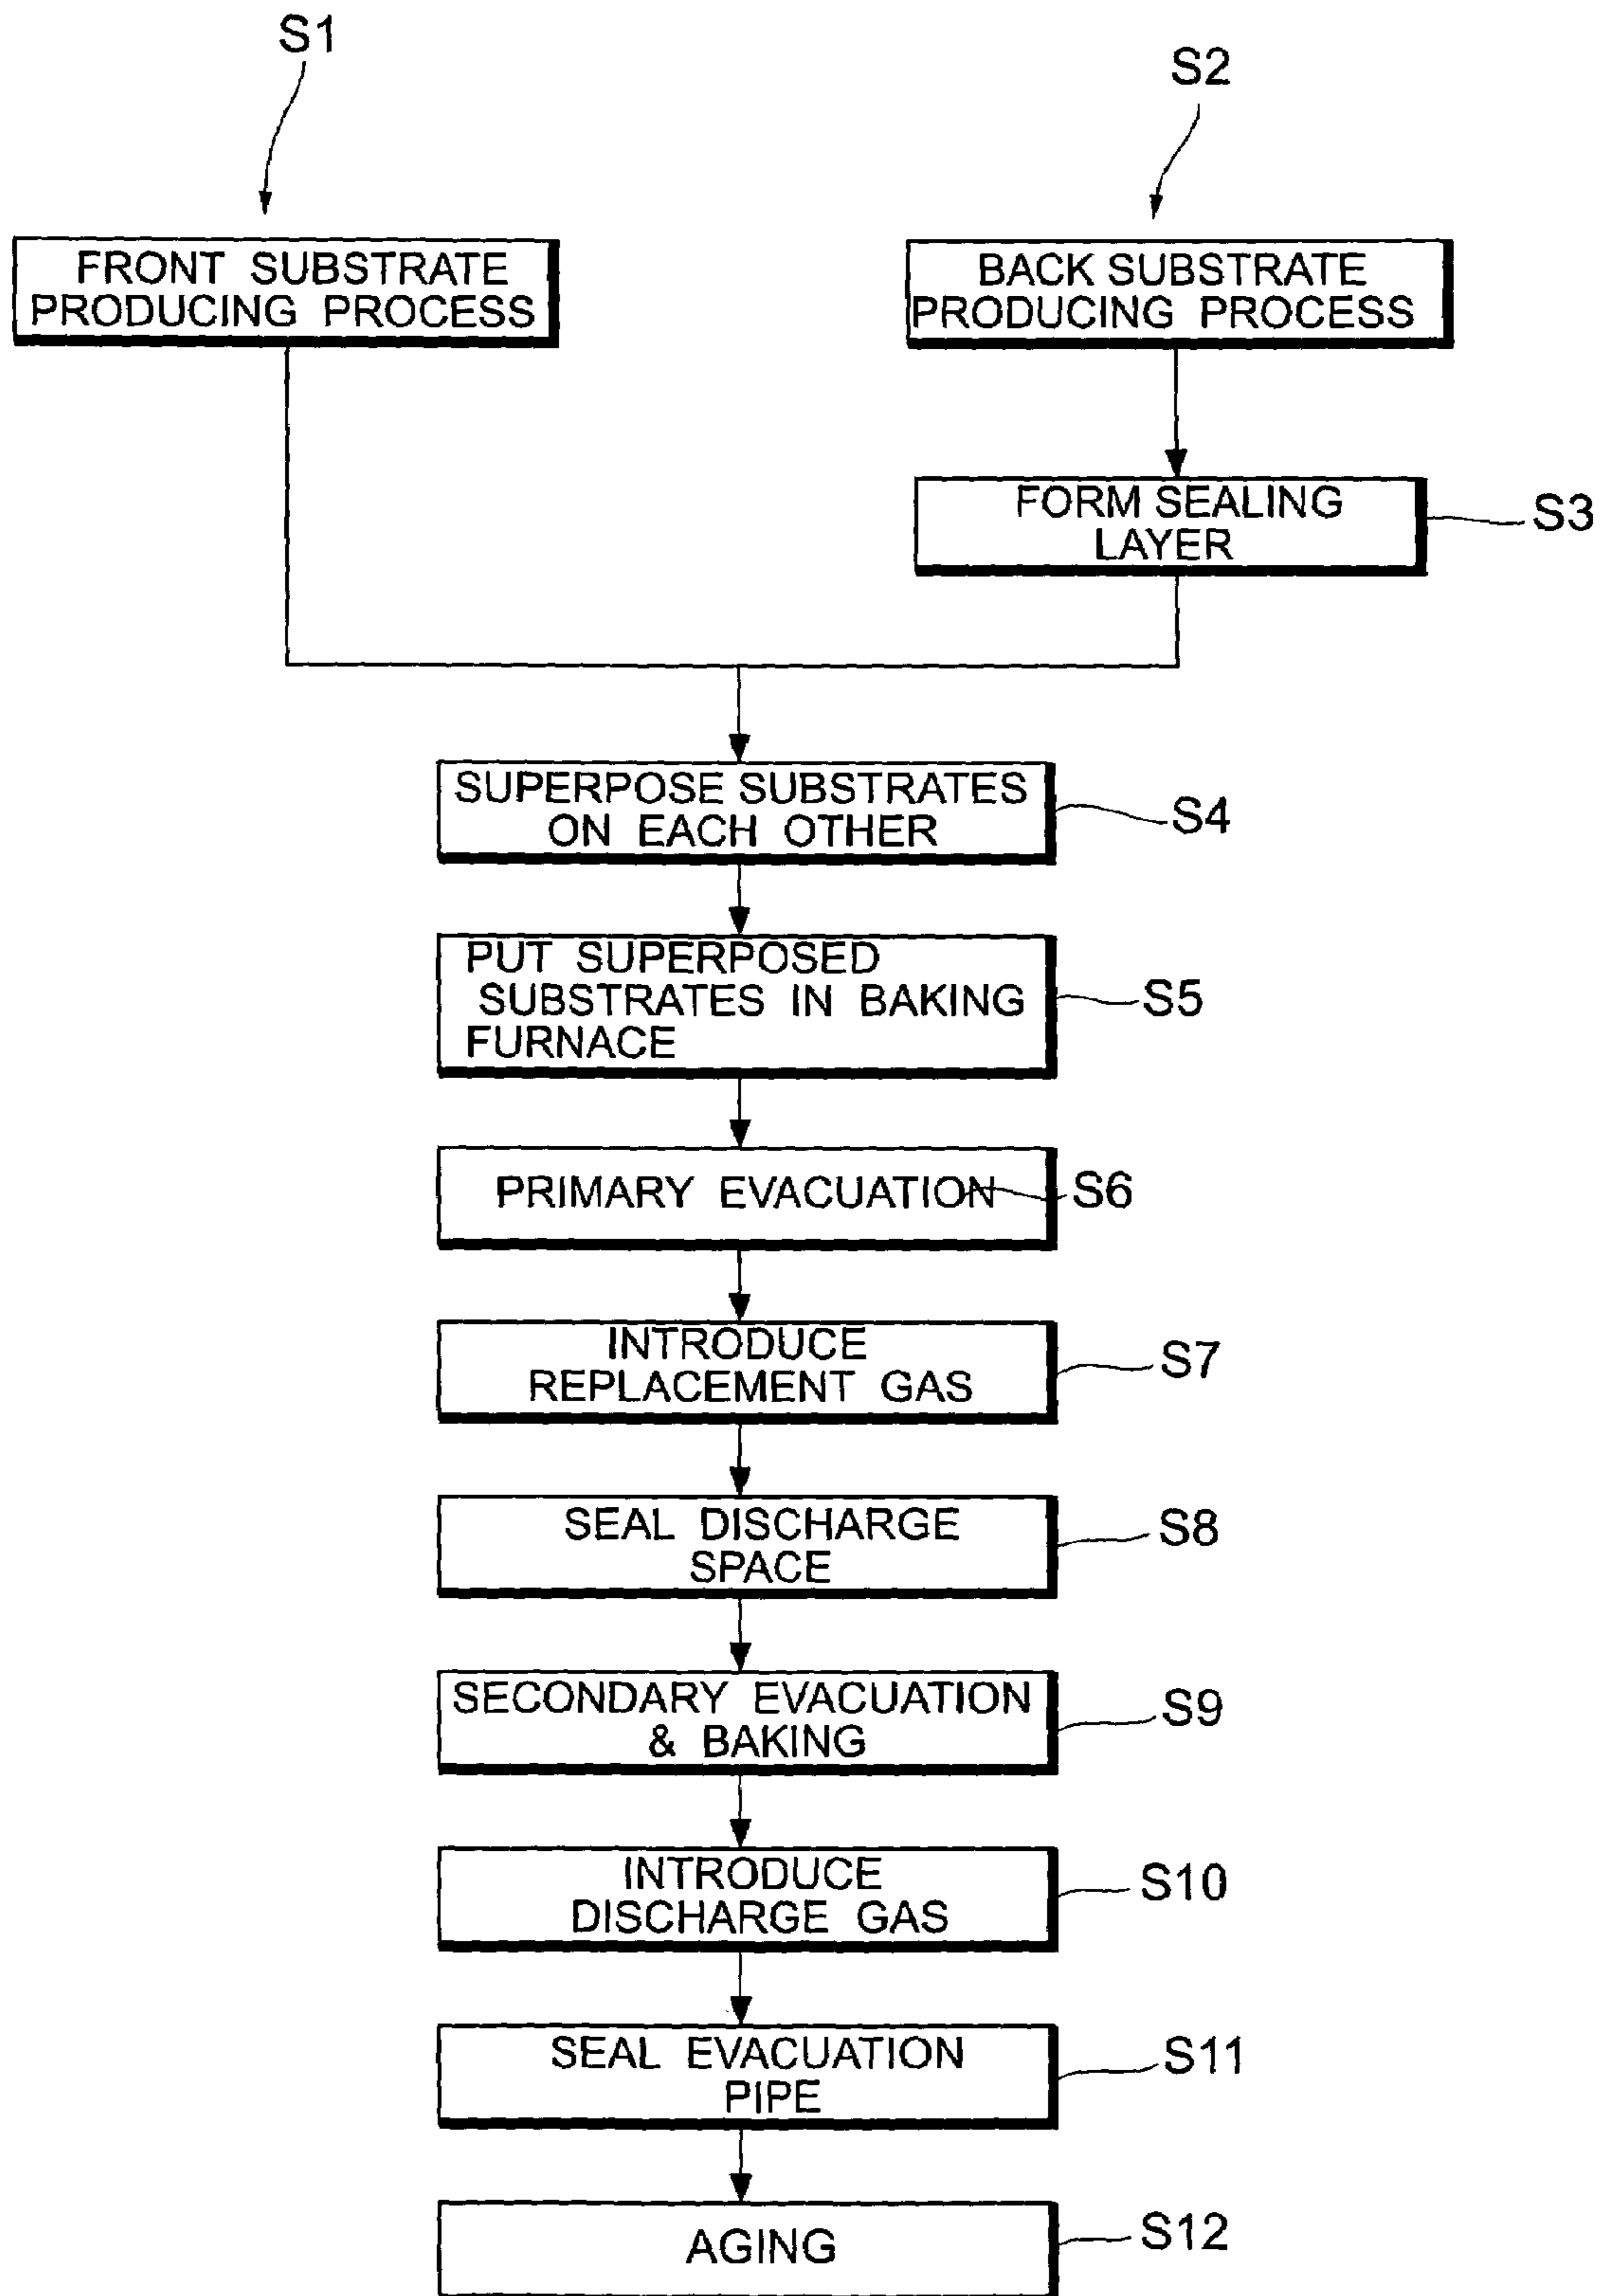 S1
S2
FRONT SUBSTRATE
PRODUCING PROCESS
BACK SUBSTRATE
PRODUCING PROCESS
FORM SEALING
LAYER
S3
SUPERPOSE SUBSTRATES
ON EACH OTHER
S4
PUT SUPERPOSED
SUBSTRATES IN BAKING
FURNACE
S5
PRIMARY EVACUATION
S6
INTRODUCE
REPLACEMENT GAS
S7
SEAL DISCHARGE
SPACE
S8
SECONDARY EVACUATION
& BAKING
S9
INTRODUCE
DISCHARGE GAS
S10
SEAL EVACUATION
PIPE
S11
AGING
S12